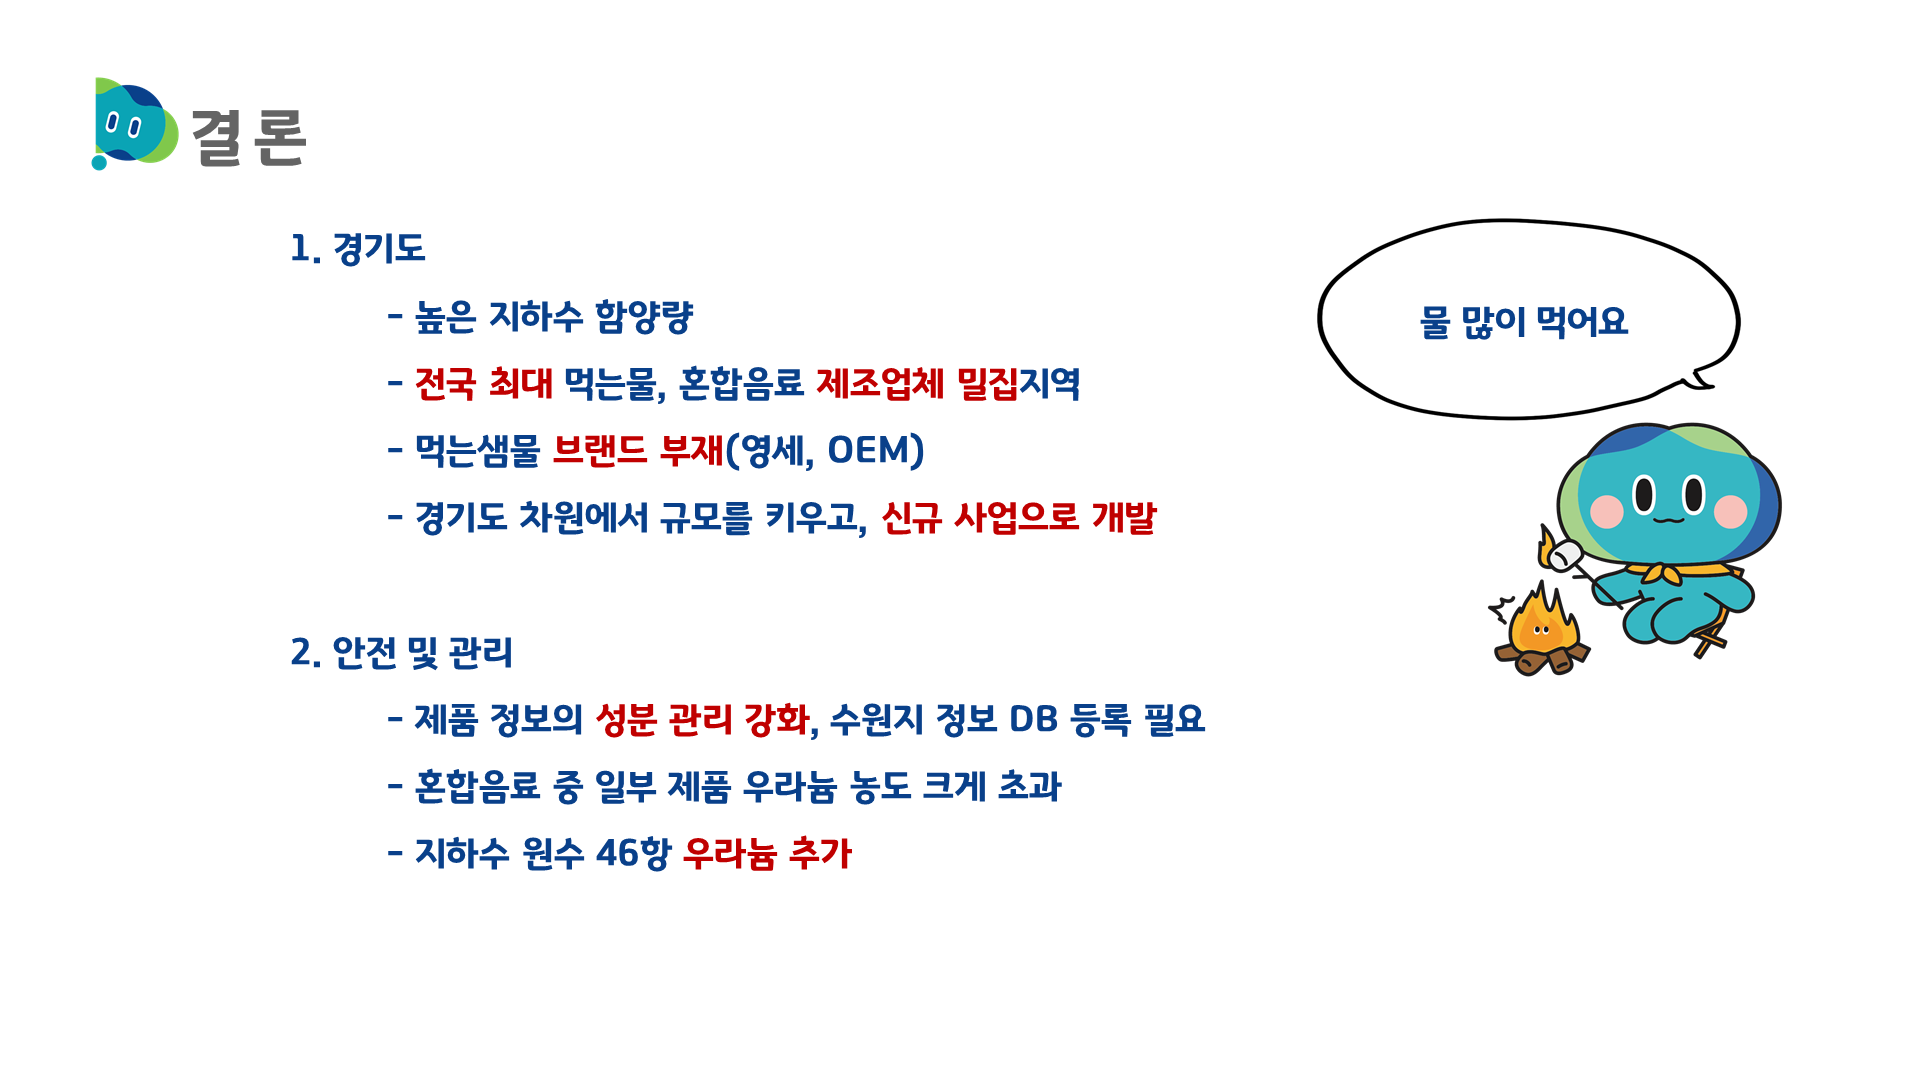 결론
1. 경기도
- 높은 지하수 함양량
- 전국 최대 먹는물, 혼합음료 제조업체 밀집지역
- 먹는샘물 브랜드 부재(영세, OEM)
- 경기도 차원에서 규모를 키우고, 신규 사업으로 개발
2. 안전 및 관리
- 제품 정보의 성분 관리 강화, 수원지 정보 DB 등록 필요
- 혼합음료 중 일부 제품 우라늄 농도 크게 초과
- 지하수 원수 46항 우라늄 추가
물 많이 먹어요